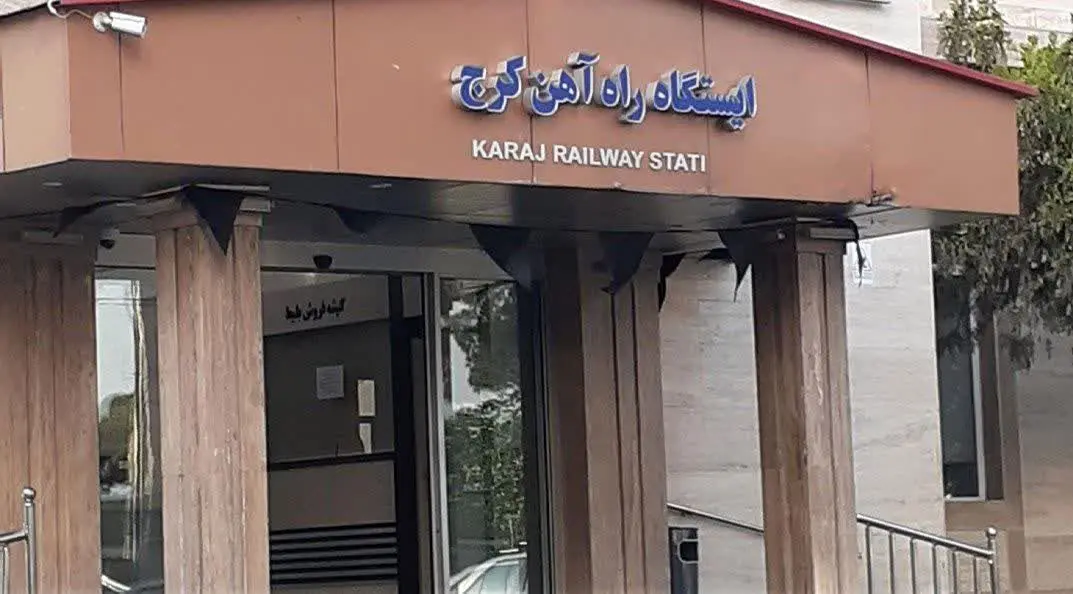 ایستگاه راه آهن کرج
KARAJ RAILWAY STATI
گیشه فروش بلیط